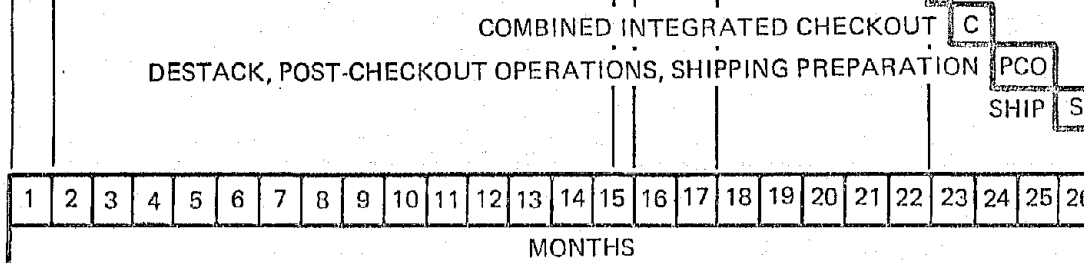 COMBINED INTEGRATED CHECKOUT C
DESTACK, POST-CHECKOUT OPERATIONS, SHIPPING PREPARATION PCO
SHIP S
1 2 3 4 5 6 7 8 9 10 11 12 13 14 15 16 17 18 19 20 21 22 23 24 25 26
MONTHS